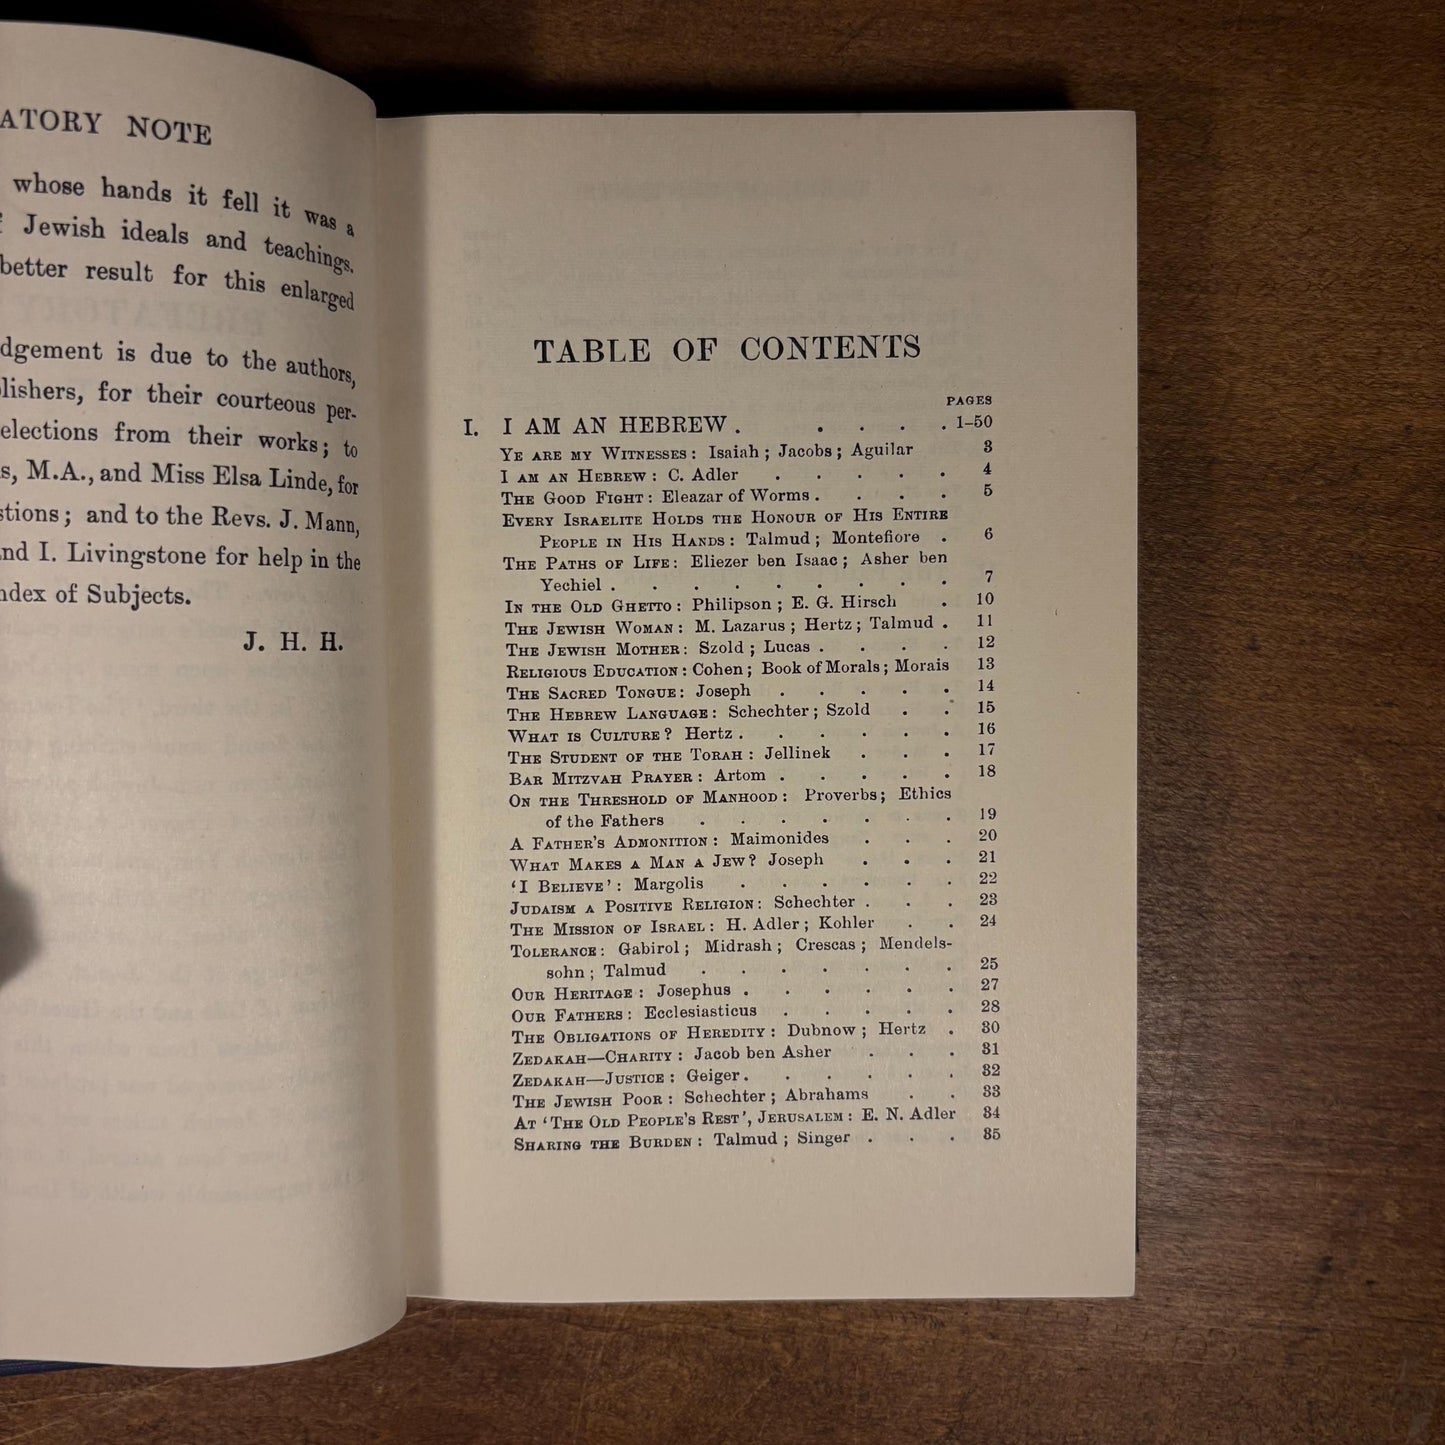 ATORY NOTE
whose hands it fell it was a
Jewish ideals and teachings.
better result for this enlarged
dgement is due to the authors,
lishers, for their courteous per-
elections from their works; to
s, M.A., and Miss Elsa Linde, for
stions; and to the Revs. J. Mann,
nd I. Livingstone for help in the
ndex of Subjects.
J. H. H.
TABLE OF CONTENTS
PAGES
I. I AM AN HEBREW . . . . . 1–50
YE ARE MY WITNESSES: Isaiah; Jacobs; Aguilar 3
I AM AN HEBREW: C. Adler . . . . . 4
THE GOOD FIGHT: Eleazar of Worms . . . . 5
EVERY ISRAELITE HOLDS THE HONOUR OF HIS ENTIRE
PEOPLE IN HIS HANDS: Talmud; Montefiore . 6
THE PATHS OF LIFE: Eliezer ben Isaac; Asher ben
Yechiel . . . . . . . . . 7
IN THE OLD GHETTO: Philipson; E. G. Hirsch . 10
THE JEWISH WOMAN: M. Lazarus; Hertz; Talmud . 11
THE JEWISH MOTHER: Szold; Lucas . . . . 12
RELIGIOUS EDUCATION: Cohen; Book of Morals; Morais 13
THE SACRED TONGUE: Joseph . . . . . 14
THE HEBREW LANGUAGE: Schechter; Szold . . 15
WHAT IS CULTURE? Hertz . . . . . . 16
THE STUDENT OF THE TORAH: Jellinek . . . 17
BAR MITZVAH PRAYER: Artom . . . . . 18
ON THE THRESHOLD OF MANHOOD: Proverbs; Ethics
of the Fathers . . . . . . . 19
A FATHER'S ADMONITION: Maimonides . . . 20
WHAT MAKES A MAN A JEW? Joseph . . . 21
'I BELIEVE': Margolis . . . . . . 22
JUDAISM A POSITIVE RELIGION: Schechter . . . 23
THE MISSION OF ISRAEL: H. Adler; Kohler . . 24
TOLERANCE: Gabirol; Midrash; Crescas; Mendels-
sohn; Talmud . . . . . . . 25
OUR HERITAGE: Josephus . . . . . . 27
OUR FATHERS: Ecclesiasticus . . . . . 28
THE OBLIGATIONS OF HEREDITY: Dubnow; Hertz . 30
ZEDAKAH—CHARITY: Jacob ben Asher . . . 31
ZEDAKAH—JUSTICE: Geiger . . . . . . 32
THE JEWISH POOR: Schechter; Abrahams . . 33
AT 'THE OLD PEOPLE'S REST', JERUSALEM: E. N. Adler 34
SHARING THE BURDEN: Talmud; Singer . . . 35